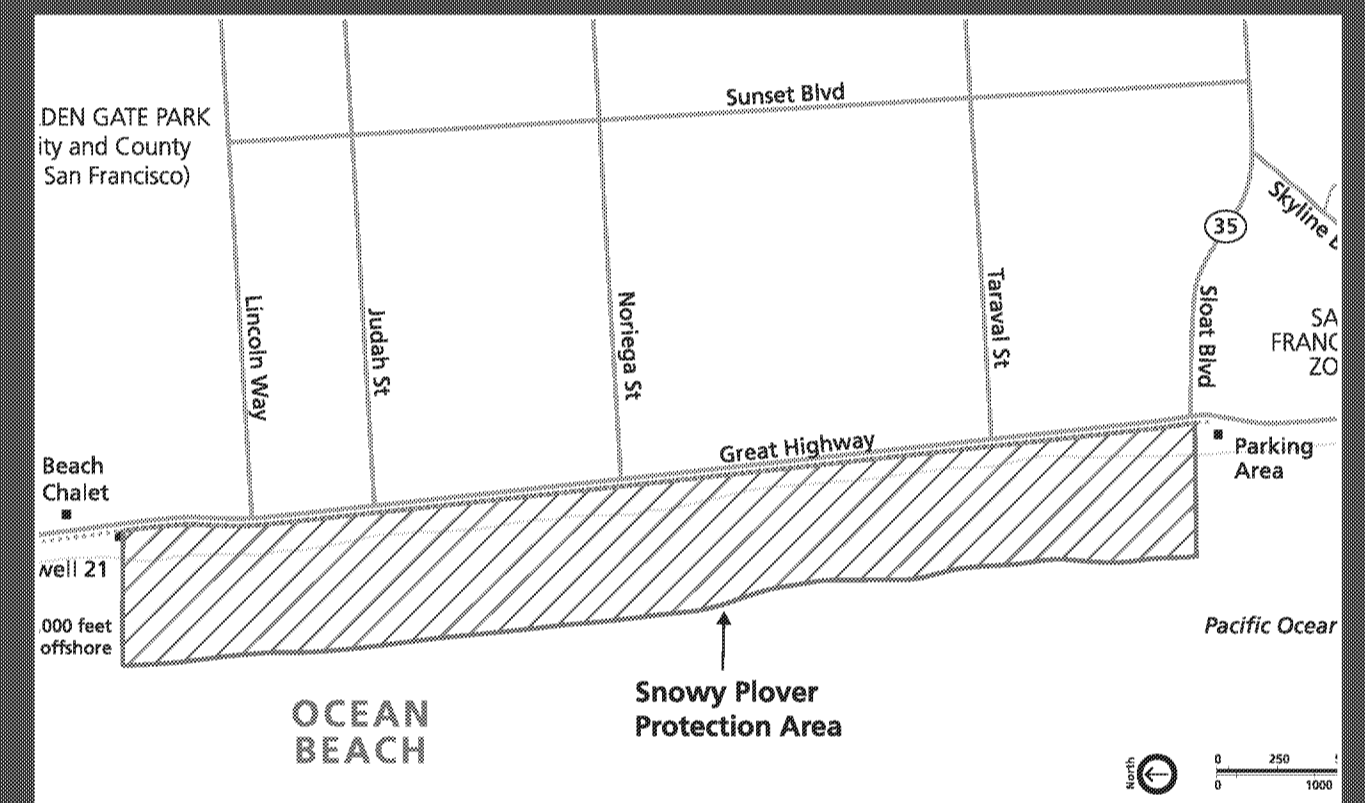 .DEN GATE PARK
ity and County
San Francisco)
Sunset Blvd
Skyline B
35
Lincoln Way
Judah St
Noriega St
Taraval St
Sloat Blvd
SA
FRANC
ZO
Great Highway
Beach
Chalet
Parking
Area
well 21
,000 feet
offshore
Pacific Ocear
Snowy Plover
Protection Area
OCEAN
BEACH
North
0 250
0 1000